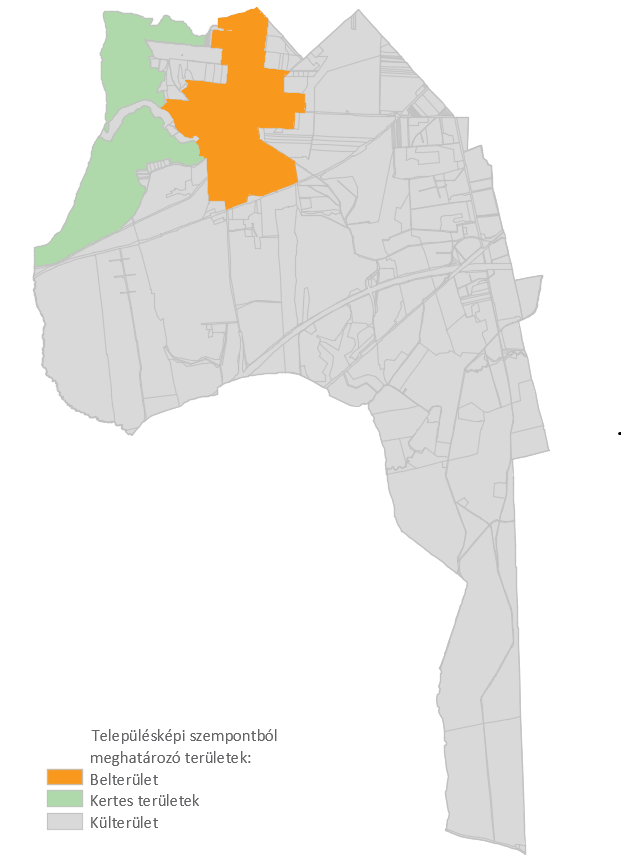 Településképi szempontból
meghatározó területek:
Belterület
Kertes területek
Külterület